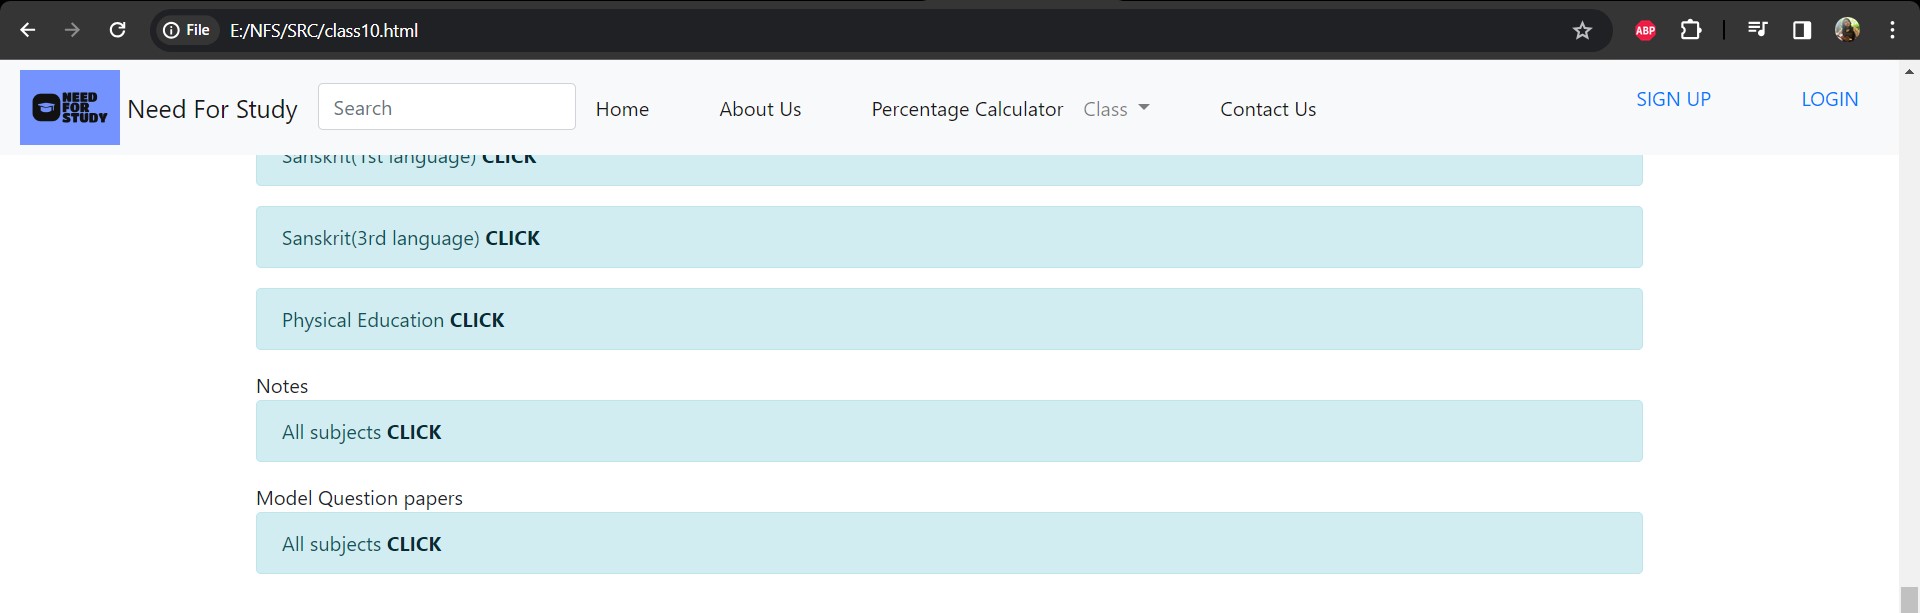 File E:/NFS/SRC/class10.html
ABP
NEED
FOR
STUDY
Need For Study Search Home About Us Percentage Calculator Class Contact Us SIGN UP LOGIN
Sanskrit(1st language) CLICK
Sanskrit(3rd language) CLICK
Physical Education CLICK
Notes
All subjects CLICK
Model Question papers
All subjects CLICK